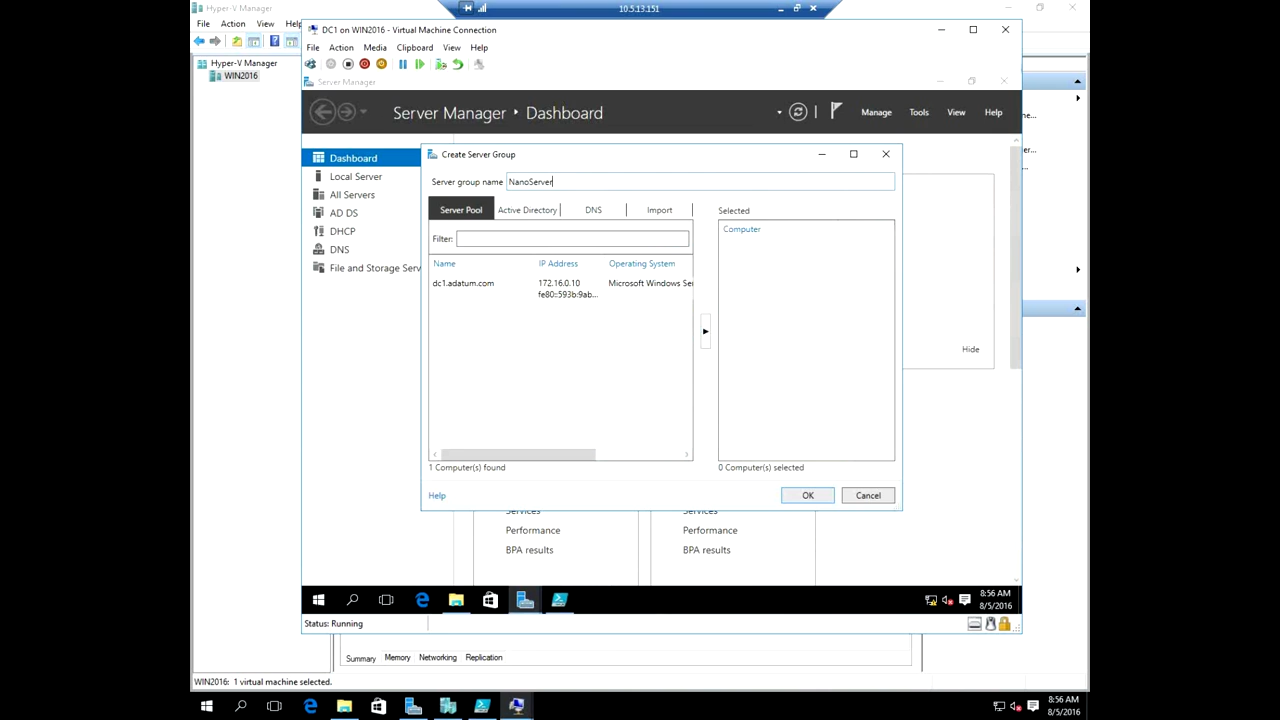 Hyper-V Manager
10.5.13.151
File Action View Help
DC1 on WIN2016 - Virtual Machine Connection
File Action Media Clipboard View Help
Hyper-V Manager
WIN2016
Server Manager
Server Manager ‣ Dashboard
Manage Tools View Help
Dashboard
Local Server
All Servers
AD DS
DHCP
DNS
File and Storage Serv
Create Server Group
Server group name NanoServer
Server Pool Active Directory DNS Import
Selected
Filter:
Computer
Name IP Address Operating System
dc1.adatum.com 172.16.0.10 Microsoft Windows Ser
fe80::593b:9ab...
Hide
1 Computer(s) found
0 Computer(s) selected
Help
OK Cancel
Services Services
Performance Performance
BPA results BPA results
8:56 AM
8/5/2016
Status: Running
Summary Memory Networking Replication
WIN2016: 1 virtual machine selected.
8:56 AM
8/5/2016